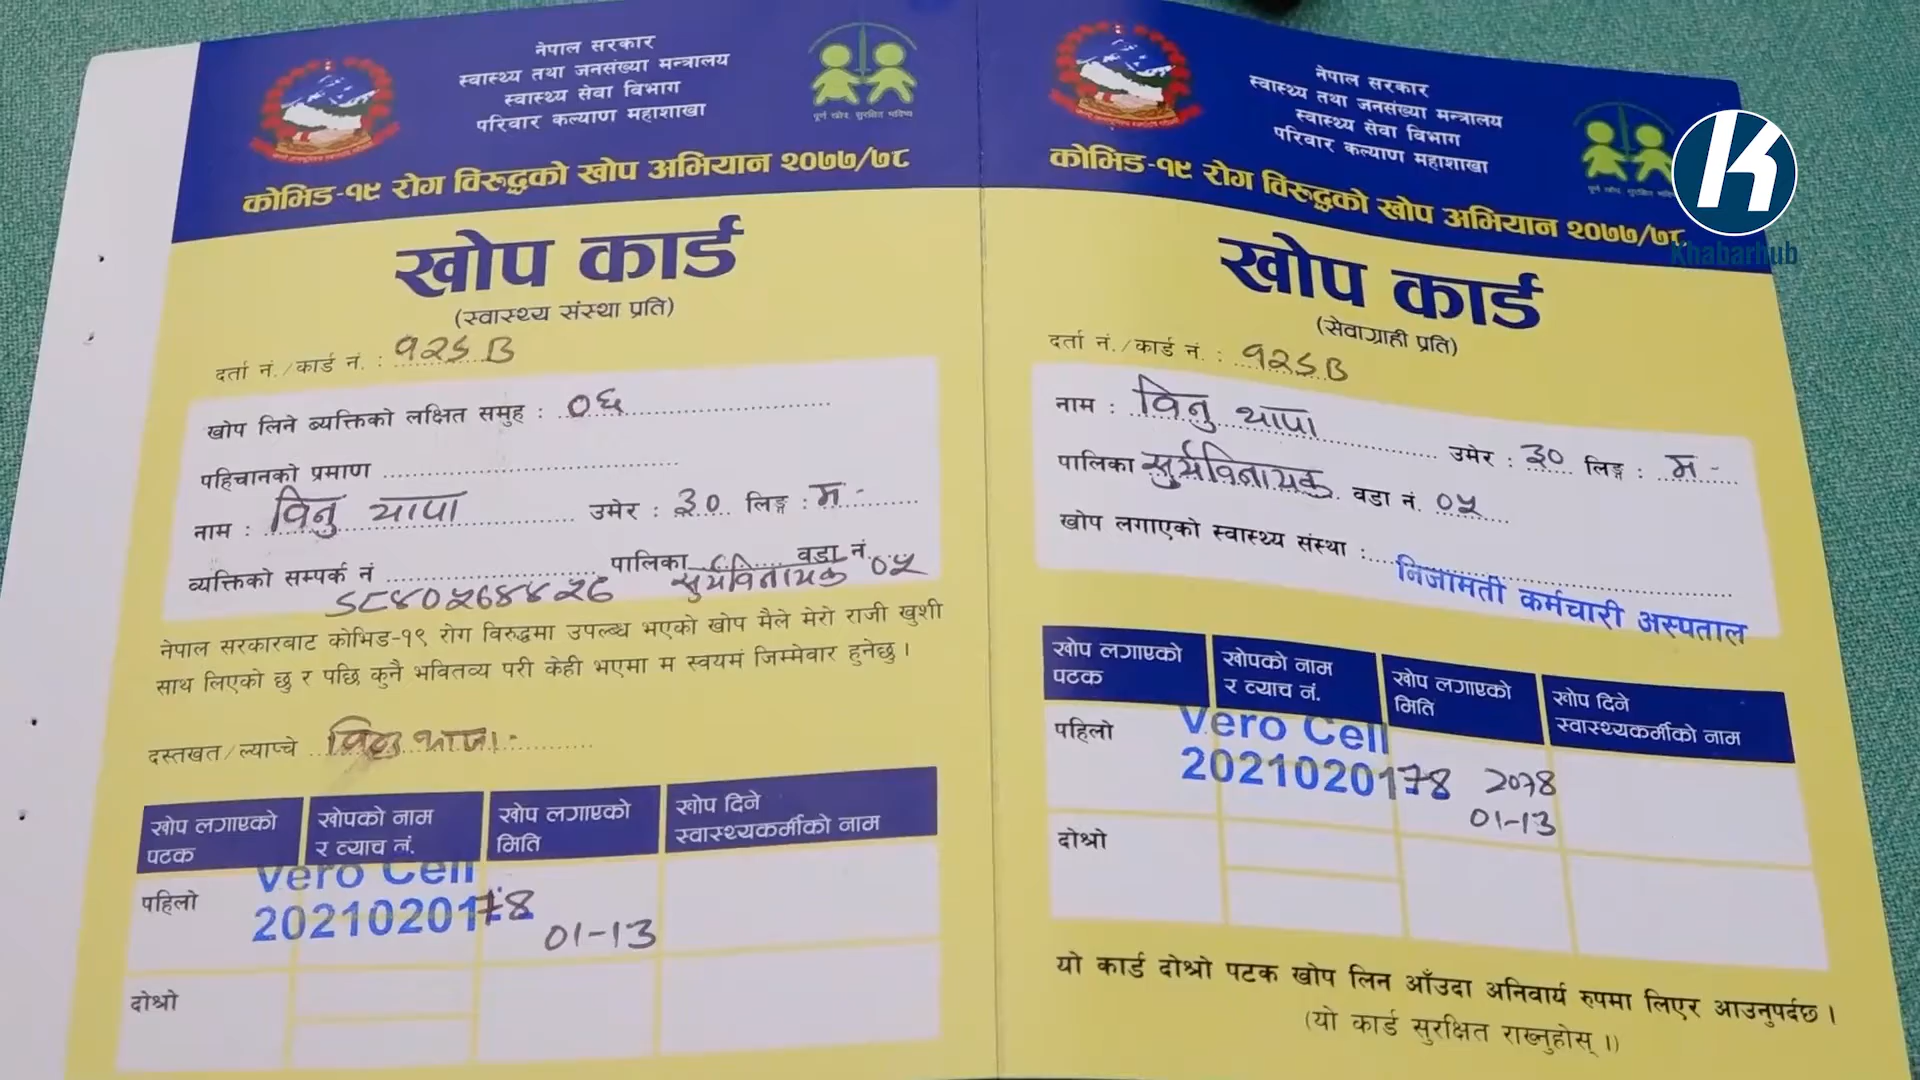 नेपाल सरकार
स्वास्थ्य तथा जनसंख्या मन्त्रालय
स्वास्थ्य सेवा विभाग
परिवार कल्याण महाशाखा
पूर्ण खोप सुरक्षित भविष्य
कोभिड-१९ रोग विरुद्धको खोप अभियान २०७७/७८
खोप कार्ड
(स्वास्थ्य संस्था प्रति)
दर्ता नं./कार्ड नं. : १२९ B
खोप लिने ब्यक्तिको लक्षित समुह : ०६
पहिचानको प्रमाण
नाम : विनु थापा उमेर : ३० लिङ्ग : म -
व्यक्तिको सम्पर्क नं पालिका सुर्यविनायक वडा नं. ०५
नेपाल सरकारबाट कोभिड-१९ रोग विरुद्धमा उपल्ब्ध भएको खोप मैले मेरो राजी खुशी
साथ लिएको छु र पछि कुनै भवितव्य परी केही भएमा म स्वयमं जिम्मेवार हुनेछु ।
दस्तखत/ल्याप्चे विनु थापा -
खोप लगाएको पटक
खोपको नाम र व्याच नं.
खोप लगाएको मिति
खोप दिने स्वास्थ्यकर्मीको नाम
पहिलो
Vero Cell
01-13
दोश्रो
नेपाल सरकार
स्वास्थ्य तथा जनसंख्या मन्त्रालय
स्वास्थ्य सेवा विभाग
परिवार कल्याण महाशाखा
कोभिड-१९ रोग विरुद्धको खोप अभियान २०७७/७८
Khabarhub
खोप कार्ड
(सेवाग्राही प्रति)
दर्ता नं./कार्ड नं. : १२९ B
नाम : विनु थापा उमेर : ३० लिङ्ग : म -
पालिका सुर्यविनायक वडा नं. ०५
खोप लगाएको स्वास्थ्य संस्था :
निजामती कर्मचारी अस्पताल
खोप लगाएको पटक
खोपको नाम र व्याच नं.
खोप लगाएको मिति
खोप दिने स्वास्थ्यकर्मीको नाम
पहिलो
Vero Cell
2078
01-13
दोश्रो
यो कार्ड दोश्रो पटक खोप लिन आँउदा अनिवार्य रुपमा लिएर आउनुपर्दछ ।
(यो कार्ड सुरक्षित राख्नुहोस् ।)